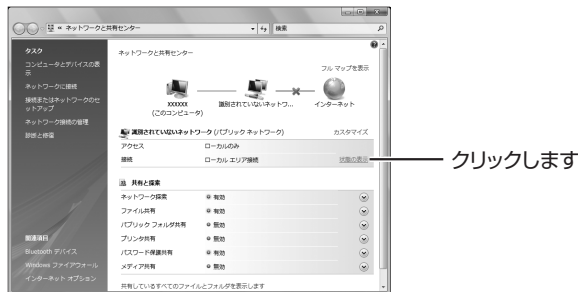 ネットワークと共有センター
検索
タスク
コンピュータとデバイスの表示
ネットワークに接続
接続またはネットワークのセットアップ
ネットワーク接続の管理
診断と修復
ネットワークと共有センター
フル マップを表示
XXXXXX
(このコンピュータ)
識別されていないネットワ...
インターネット
識別されていないネットワーク (パブリック ネットワーク)
カスタマイズ
アクセス
ローカルのみ
接続
ローカル エリア接続
状態の表示
クリックします
共有と探索
ネットワーク探索
有効
ファイル共有
有効
パブリック フォルダ共有
無効
プリンタ共有
無効
パスワード保護共有
有効
メディア共有
無効
共有しているすべてのファイルとフォルダを表示します
関連項目
Bluetooth デバイス
Windows ファイアウォール
インターネット オプション